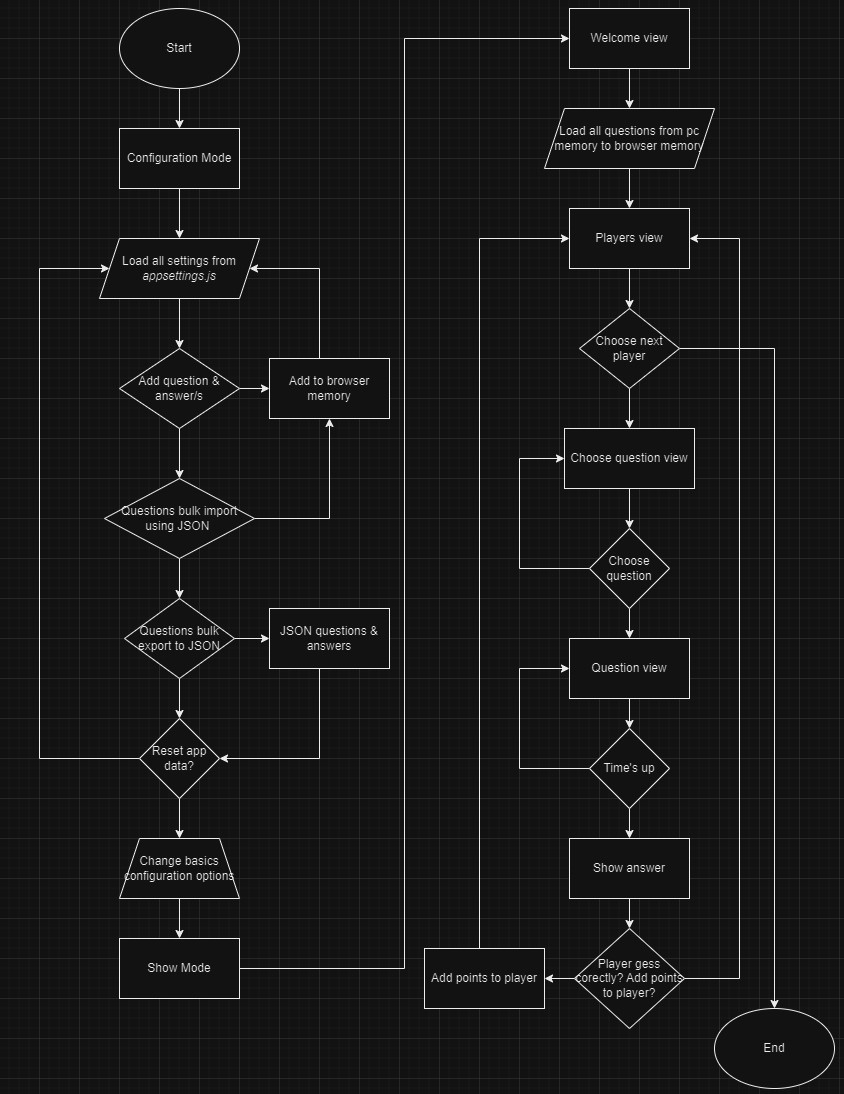 Start
Configuration Mode
Load all settings from
appsettings.js
Add question &
answer/s
Add to browser
memory
Questions bulk import
using JSON
Questions bulk
export to JSON
JSON questions &
answers
Reset app
data?
Change basics
configuration options
Show Mode
Welcome view
Load all questions from pc
memory to browser memory
Players view
Choose next
player
Choose question view
Choose
question
Question view
Time's up
Show answer
Player gess
corectly? Add points
to player?
Add points to player
End